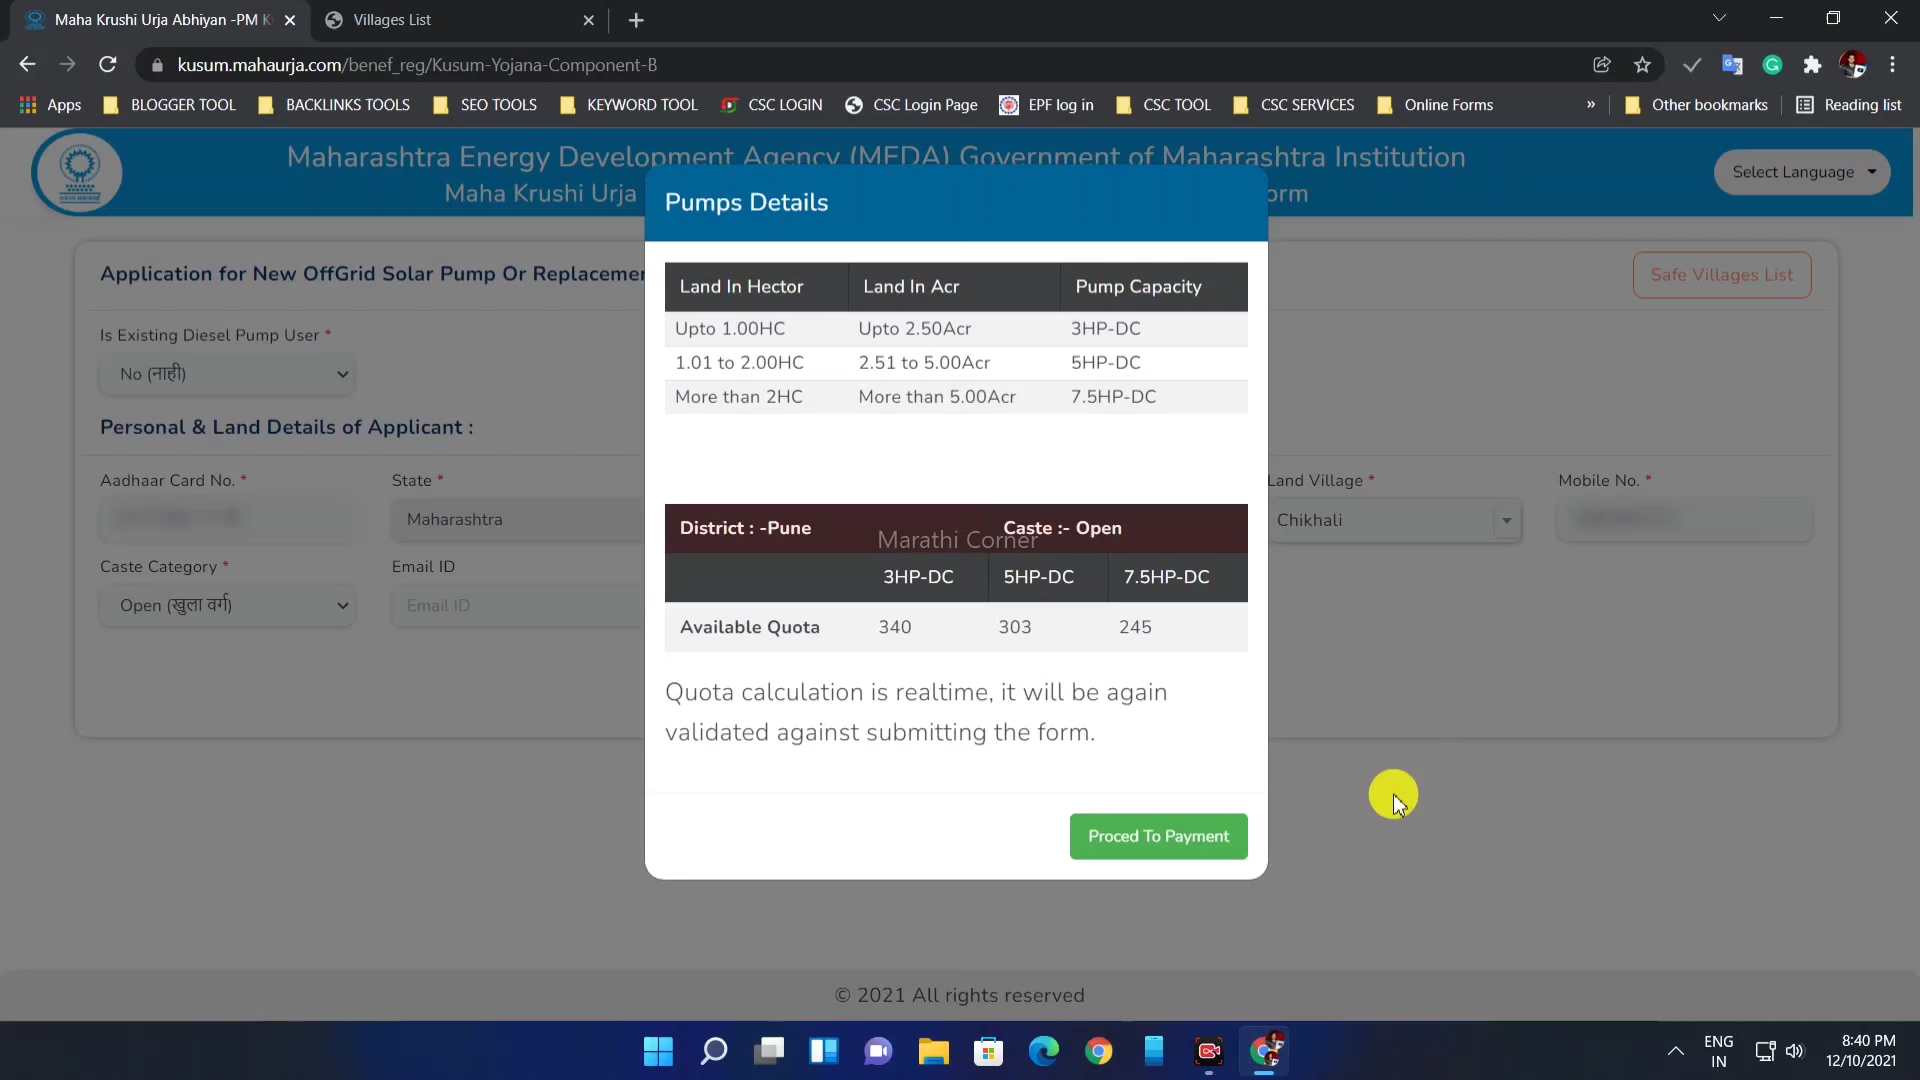 Maha Krushi Urja Abhiyan -PM K
Villages List
kusum.mahaurja.com/benef_reg/Kusum-Yojana-Component-B
Apps
BLOGGER TOOL
BACKLINKS TOOLS
SEO TOOLS
KEYWORD TOOL
CSC LOGIN
CSC Login Page
EPF log in
CSC TOOL
CSC SERVICES
Online Forms
»
Other bookmarks
Reading list
Maharashtra Energy Development Agency (MEDA) Government of Maharashtra Institution
Maha Krushi Urja
orm
Select Language
Pumps Details
Application for New OffGrid Solar Pump Or Replacemen
Safe Villages List
Land In Hector Land In Acr Pump Capacity
Upto 1.00HC Upto 2.50Acr 3HP-DC
1.01 to 2.00HC 2.51 to 5.00Acr 5HP-DC
More than 2HC More than 5.00Acr 7.5HP-DC
Is Existing Diesel Pump User *
No (नाही)
Personal & Land Details of Applicant :
Aadhaar Card No. * State * Land Village * Mobile No. *
Maharashtra Chikhali
Caste Category * Email ID
Open (खुला वर्ग) Email ID
District : -Pune Caste :- Open
Marathi Corner
3HP-DC 5HP-DC 7.5HP-DC
Available Quota 340 303 245
Quota calculation is realtime, it will be again
validated against submitting the form.
Proced To Payment
© 2021 All rights reserved
ENG
IN
8:40 PM
12/10/2021